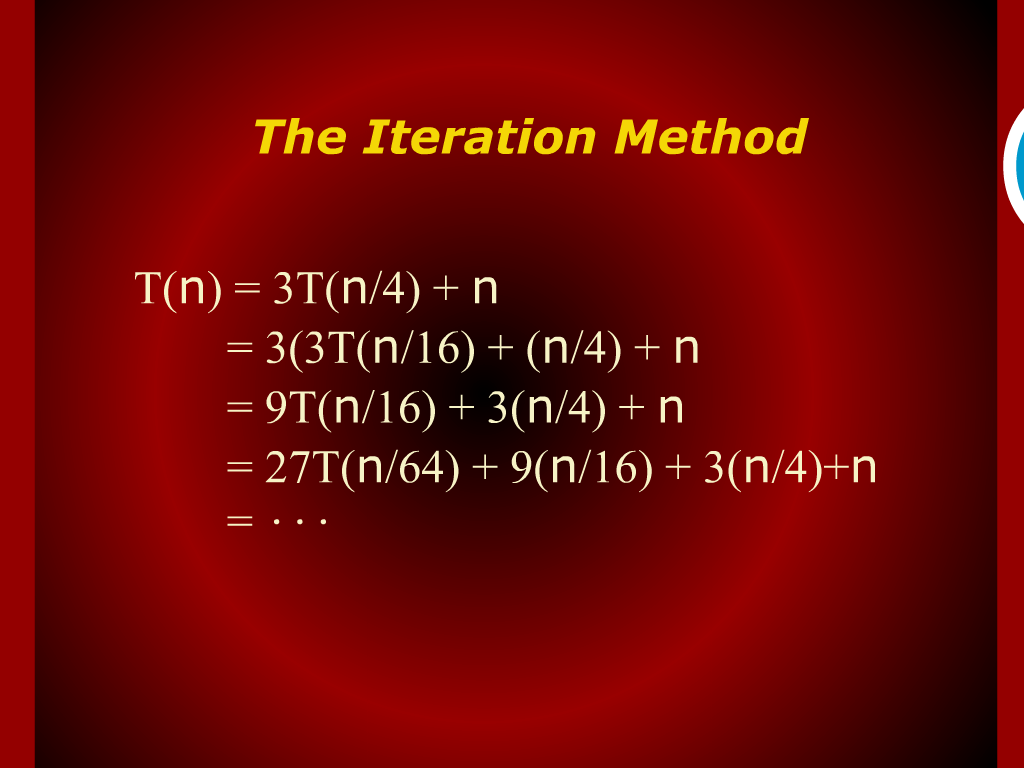 The Iteration Method
T(n) = 3T(n/4) + n
= 3(3T(n/16) + (n/4) + n
= 9T(n/16) + 3(n/4) + n
= 27T(n/64) + 9(n/16) + 3(n/4)+n
= · · ·